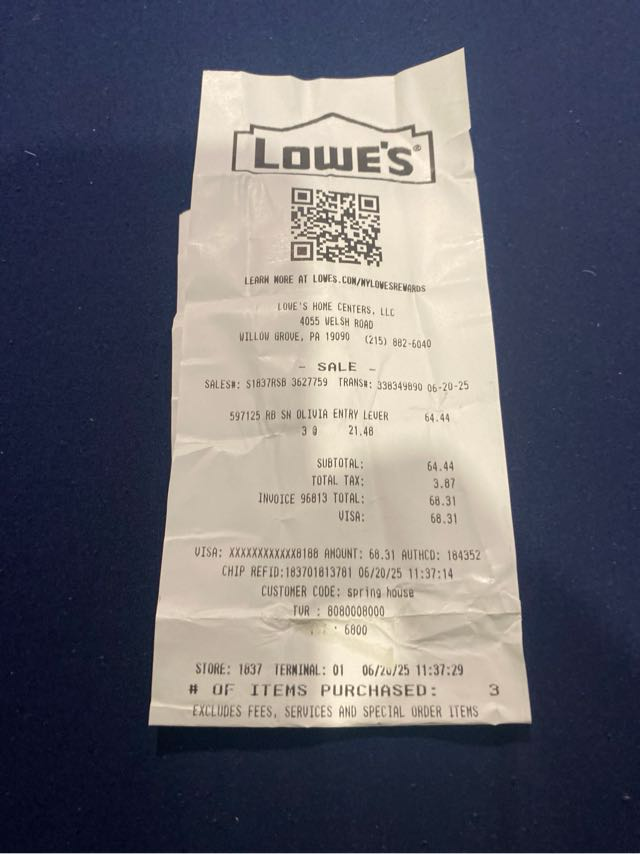 LOWE'S®
LEARN MORE AT LOWES.COM/MYLOWESREWARDS
LOWE'S HOME CENTERS, LLC
4055 WELSH ROAD
WILLOW GROVE, PA 19090 (215) 882-6040
- SALE -
SALES#: S1837RSB 3627759 TRANS#: 338349890 06-20-25
597125 RB SN OLIVIA ENTRY LEVER 64.44
3 @ 21.48
SUBTOTAL: 64.44
TOTAL TAX: 3.87
INVOICE 96813 TOTAL: 68.31
VISA: 68.31
VISA: XXXXXXXXXXXX8188 AMOUNT: 68.31 AUTHCD: 184352
CHIP REFID:183701813781 06/20/25 11:37:14
CUSTOMER CODE: spring house
TVR : 8080008000
: 6800
STORE: 1837 TERMINAL: 01 06/20/25 11:37:29
# OF ITEMS PURCHASED: 3
EXCLUDES FEES, SERVICES AND SPECIAL ORDER ITEMS